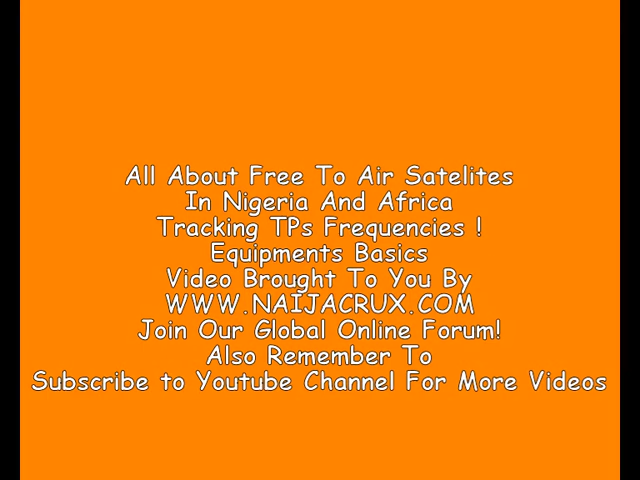 All About Free To Air Satelites
In Nigeria And Africa
Tracking TPs Frequencies !
Equipments Basics
Video Brought To You By
WWW.NAIJACRUX.COM
Join Our Global Online Forum!
Also Remember To
Subscribe to Youtube Channel For More Videos